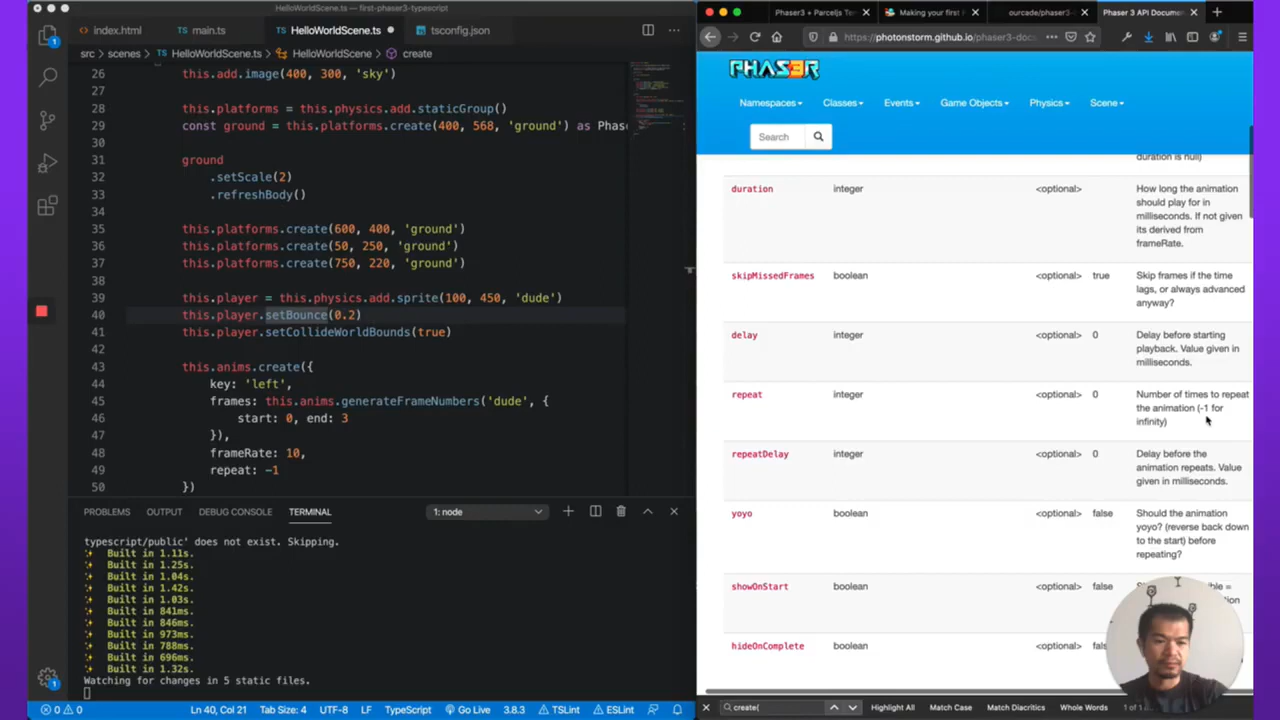 HelloWorldScene.ts — first-phaser3-typescript
index.html
main.ts
HelloWorldScene.ts
tsconfig.json
src > scenes > HelloWorldScene.ts > HelloWorldScene > create
26 this.add.image(400, 300, 'sky')
27
28 this.platforms = this.physics.add.staticGroup()
29 const ground = this.platforms.create(400, 568, 'ground') as Phas
30
31 ground
32 .setScale(2)
33 .refreshBody()
34
35 this.platforms.create(600, 400, 'ground')
36 this.platforms.create(50, 250, 'ground')
37 this.platforms.create(750, 220, 'ground')
38
39 this.player = this.physics.add.sprite(100, 450, 'dude')
40 this.player.setBounce(0.2)
41 this.player.setCollideWorldBounds(true)
42
43 this.anims.create({
44 key: 'left',
45 frames: this.anims.generateFrameNumbers('dude', {
46 start: 0, end: 3
47 }),
48 frameRate: 10,
49 repeat: -1
50 })
PROBLEMS OUTPUT DEBUG CONSOLE TERMINAL 1: node
typescript/public' does not exist. Skipping.
Built in 1.11s.
Built in 1.25s.
Built in 1.04s.
Built in 1.42s.
Built in 1.03s.
Built in 841ms.
Built in 846ms.
Built in 973ms.
Built in 788ms.
Built in 696ms.
Built in 1.32s.
Watching for changes in 5 static files.
0 0 Ln 40, Col 21 Tab Size: 4 UTF-8 LF TypeScript Go Live 3.8.3 TSLint ESLint
Phaser3 + Parceljs Te
Making your first P
ourcade/phaser3-
Phaser 3 API Docume
https://photonstorm.github.io/phaser3-docs
PHAS3R
Namespaces Classes Events Game Objects Physics Scene
Search
duration is null)
duration integer <optional> How long the animation
should play for in
milliseconds. If not given
its derived from
frameRate.
skipMissedFrames boolean <optional> true Skip frames if the time
lags, or always advanced
anyway?
delay integer <optional> 0 Delay before starting
playback. Value given in
milliseconds.
repeat integer <optional> 0 Number of times to repeat
the animation (-1 for
infinity)
repeatDelay integer <optional> 0 Delay before the
animation repeats. Value
given in milliseconds.
yoyo boolean <optional> false Should the animation
yoyo? (reverse back down
to the start) before
repeating?
showOnStart boolean <optional> false
hideOnComplete boolean <optional>
create( Highlight All Match Case Match Diacritics Whole Words